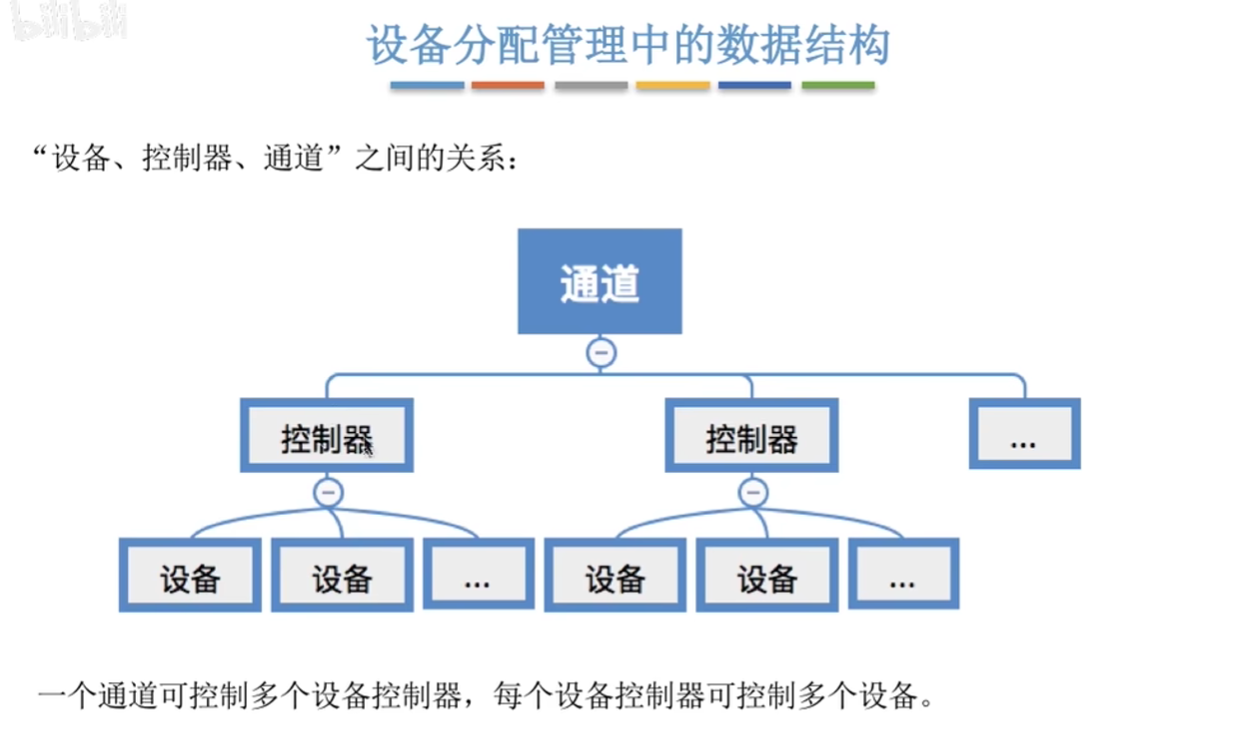 bilibili
设备分配管理中的数据结构
“设备、控制器、通道”之间的关系：
通道
控制器
控制器
...
设备
设备
...
设备
设备
...
一个通道可控制多个设备控制器，每个设备控制器可控制多个设备。